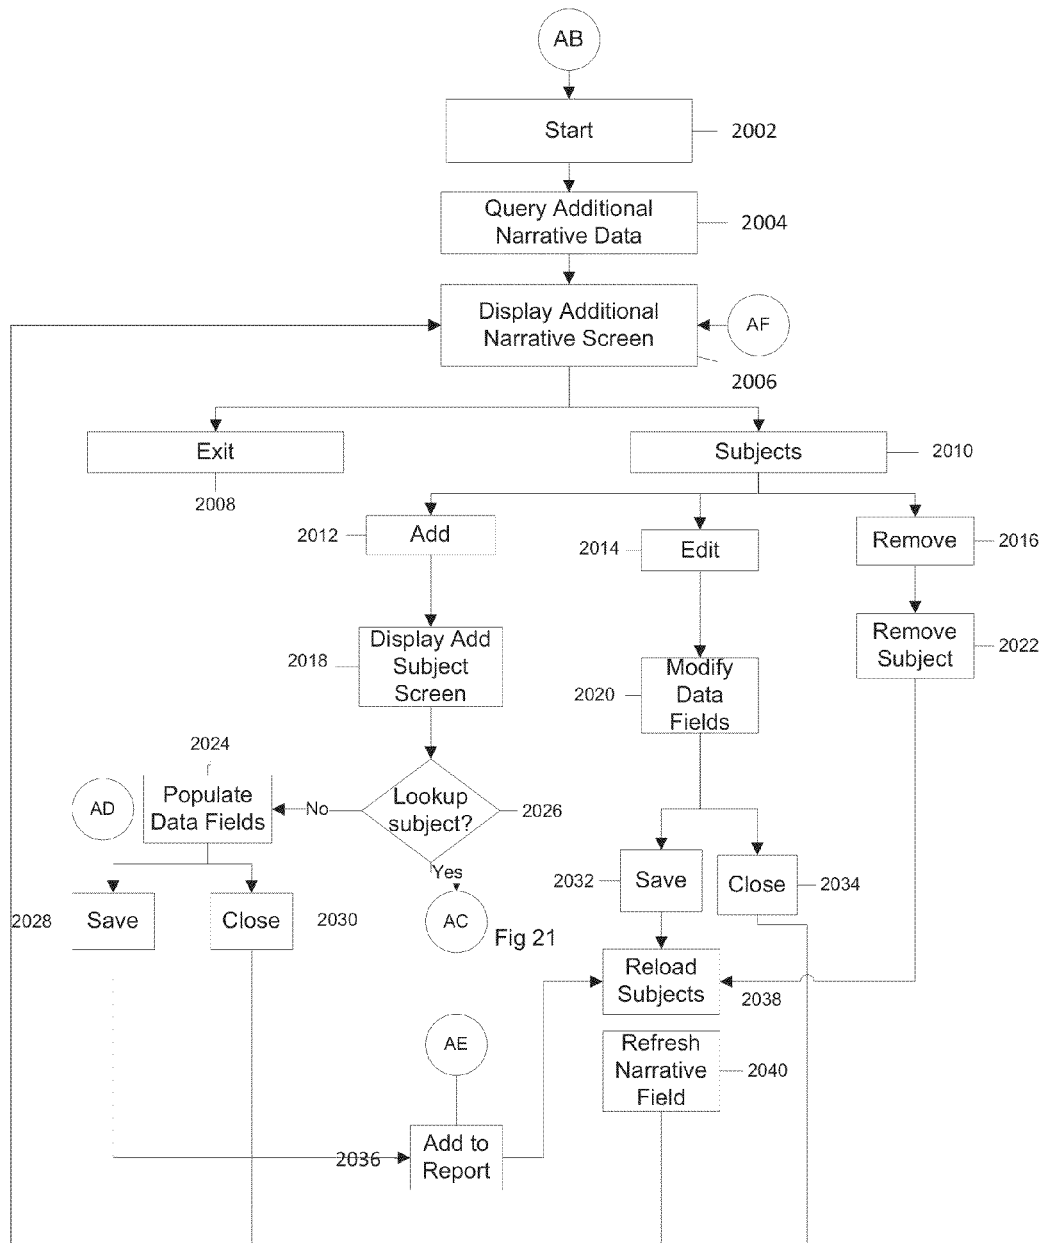 AB
Start
2002
Query Additional
Narrative Data
2004
Display Additional
Narrative Screen
AF
2006
Exit
2008
Subjects
2010
2012
Add
2014
Edit
Remove
2016
2018
Display Add
Subject
Screen
2020
Modify
Data
Fields
Remove
Subject
2022
2024
AD
Populate
Data Fields
No
Lookup
subject?
2026
Yes
2028
Save
Close
2030
AC
Fig 21
2032
Save
Close
2034
Reload
Subjects
2038
AE
Refresh
Narrative
Field
2040
2036
Add to
Report